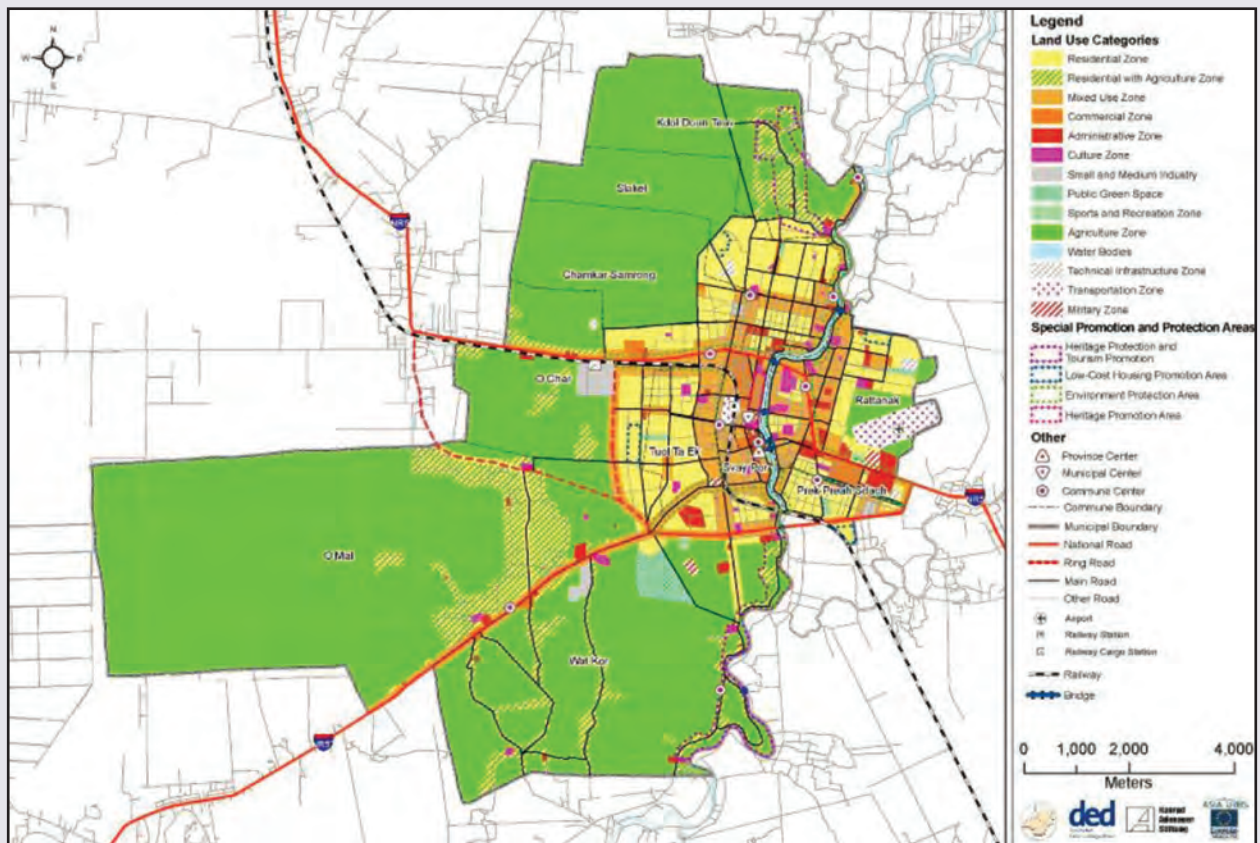 N
W
S
Kdol Doun Teav
Slaket
Chamkar Samrong
O Char
Rattanak
Tuol Ta Ek
Svay Por
Prek Preah Sdach
O Mal
Wat Kor
Legend
Land Use Categories
Residential Zone
Residential with Agriculture Zone
Mixed Use Zone
Commercial Zone
Administrative Zone
Culture Zone
Small and Medium Industry
Public Green Space
Sports and Recreation Zone
Agriculture Zone
Water Bodies
Technical Infrastructure Zone
Transportation Zone
Military Zone
Special Promotion and Protection Areas
Heritage Protection and
Tourism Promotion
Low-Cost Housing Promotion Area
Environment Protection Area
Heritage Promotion Area
Other
Province Center
Municipal Center
Commune Center
Commune Boundary
Municipal Boundary
National Road
Ring Road
Main Road
Other Road
Airport
Railway Station
Railway Cargo Station
Railway
Bridge
0 1,000 2,000 4,000
Meters
ded
Konrad
Adenauer
Stiftung
ASIA URBS